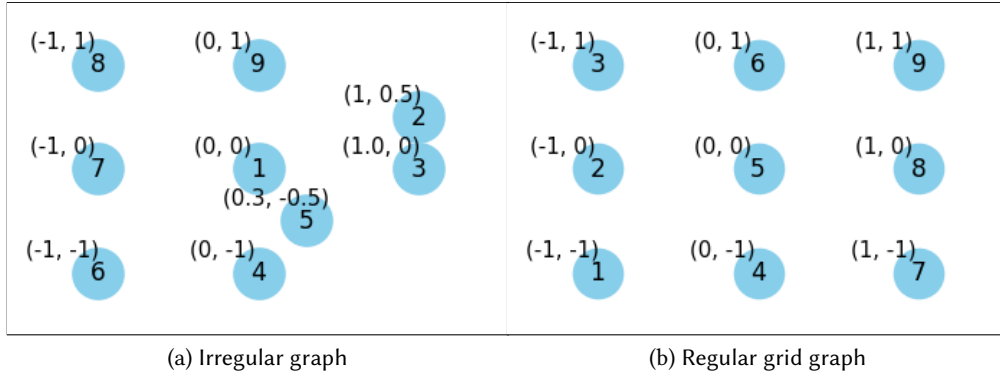 (-1, 1) 8
(0, 1) 9
(1, 0.5) 2
(-1, 0) 7
(0, 0) 1
(1.0, 0) 3
(0.3, -0.5) 5
(-1, -1) 6
(0, -1) 4
(a) Irregular graph
(-1, 1) 3
(0, 1) 6
(1, 1) 9
(-1, 0) 2
(0, 0) 5
(1, 0) 8
(-1, -1) 1
(0, -1) 4
(1, -1) 7
(b) Regular grid graph